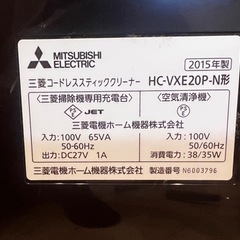 MITSUBISHI
ELECTRIC
2015年製
三菱コードレススティッククリーナー HC-VXE20P-N形
〈三菱掃除機専用充電台〉
〈空気清浄機〉
JET
入力:100V 65VA
50-60Hz
出力:DC27V 1A
入力:100V
50/60Hz
消費電力:38/35W
三菱電機ホーム機器株式会社
三菱電機ホーム機器株式会社
製造番号 N6003796